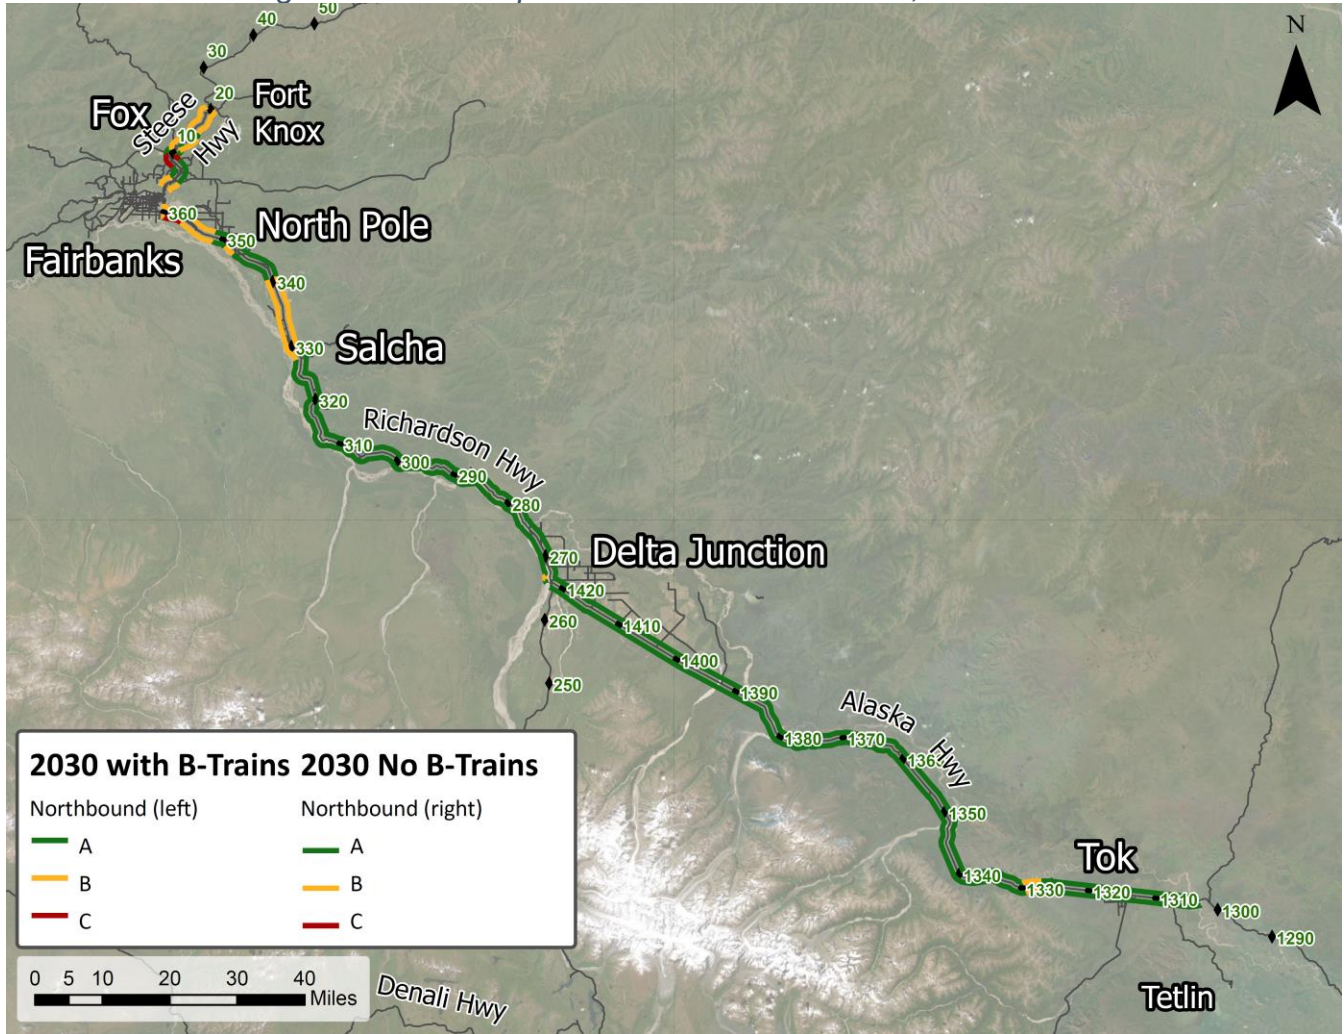 50
40
30
20
Fort
Knox
Fox
Steese
Hwy
10
360
North Pole
350
Fairbanks
340
330
Salcha
320
Richardson Hwy
310
300
290
280
270
Delta Junction
1420
260
1410
1400
250
1390
Alaska
Hwy
1380
1370
1350
Tok
1340
1330
1320
1310
1300
1290
Tetlin
Denali Hwy
N
2030 with B-Trains 2030 No B-Trains
Northbound (left) Northbound (right)
A A
B B
C C
0 5 10 20 30 40
Miles